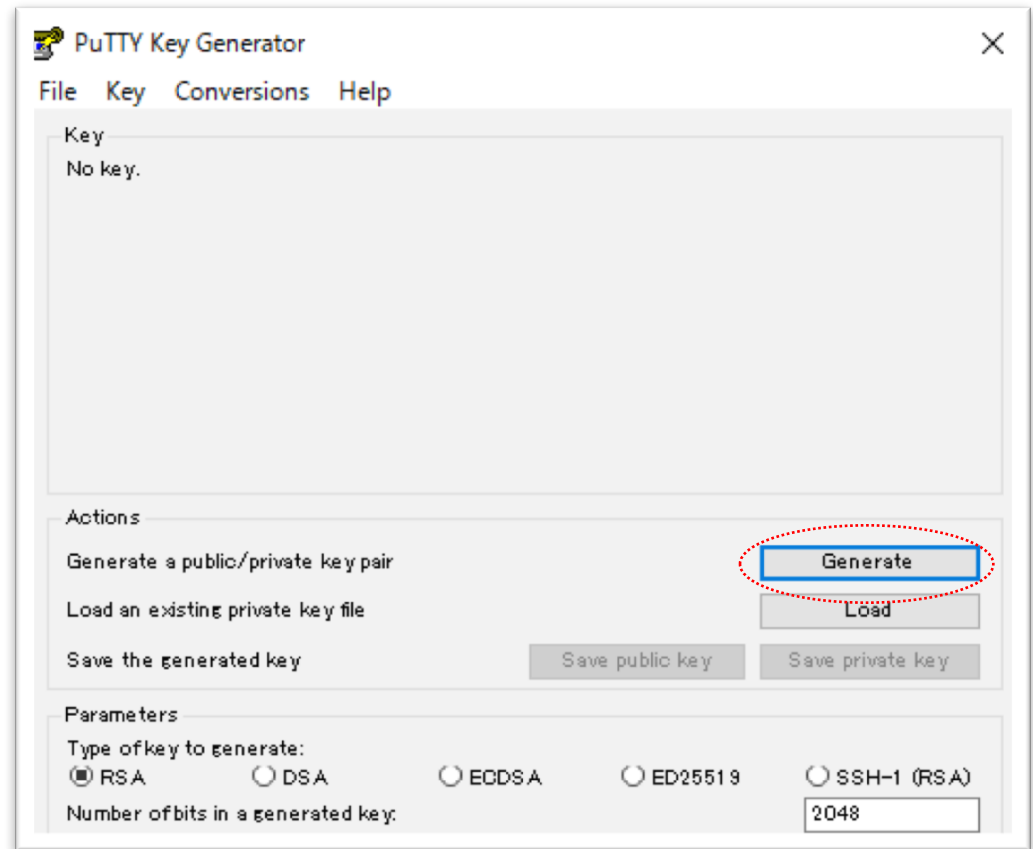 PuTTY Key Generator
File Key Conversions Help
Key
No key.
Actions
Generate a public/private key pair Generate
Load an existing private key file Load
Save the generated key Save public key Save private key
Parameters
Type of key to generate:
RSA DSA ECDSA ED25519 SSH-1 (RSA)
Number of bits in a generated key: 2048